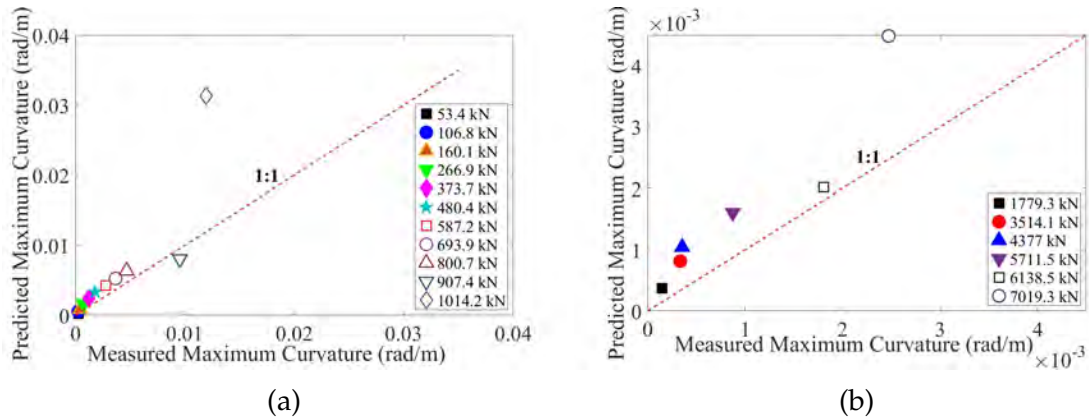 0.04
0.03
0.02
0.01
0
0
0.01
0.02
0.03
0.04
Predicted Maximum Curvature (rad/m)
Measured Maximum Curvature (rad/m)
1:1
53.4 kN
106.8 kN
160.1 kN
266.9 kN
373.7 kN
480.4 kN
587.2 kN
693.9 kN
800.7 kN
907.4 kN
1014.2 kN
(a)
×10⁻³
4
3
2
1
0
0
1
2
3
4
Predicted Maximum Curvature (rad/m)
Measured Maximum Curvature (rad/m)
×10⁻³
1:1
1779.3 kN
3514.1 kN
4377 kN
5711.5 kN
6138.5 kN
7019.3 kN
(b)